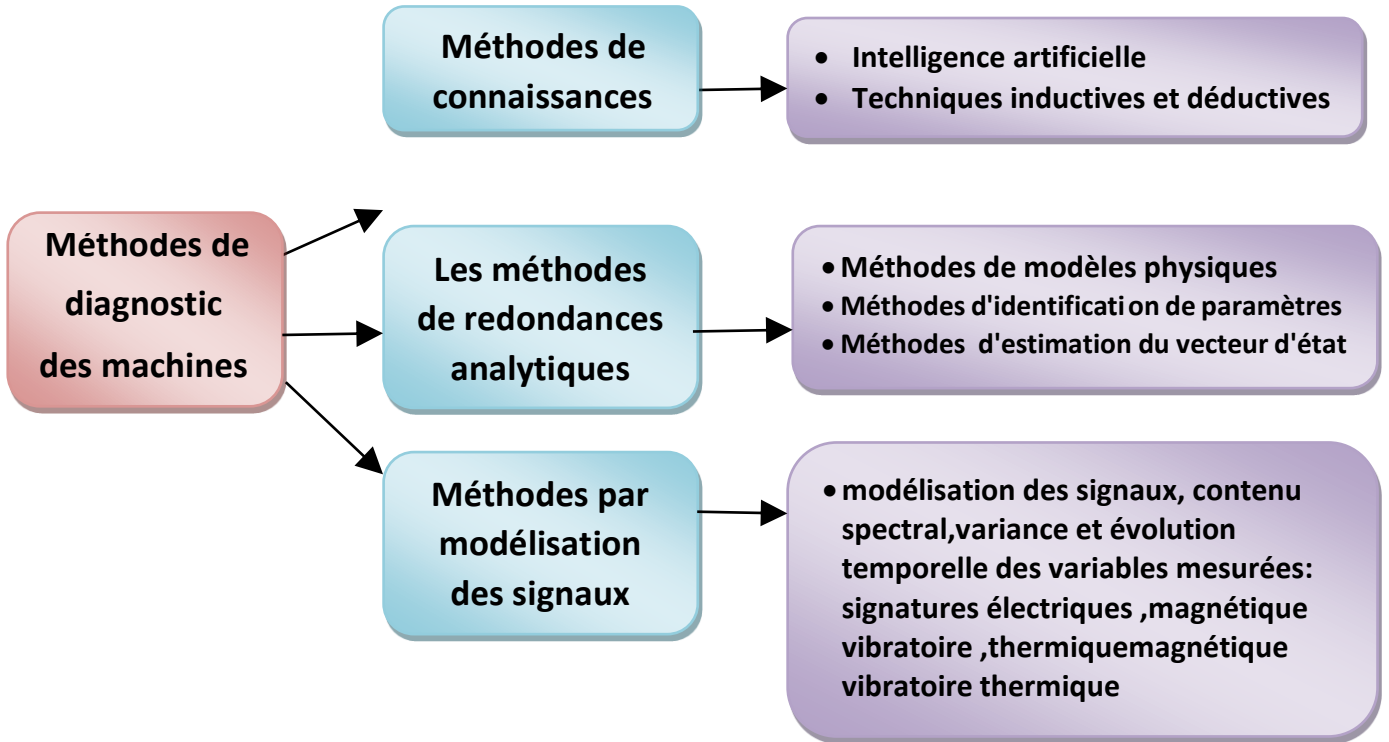 Méthodes de
connaissances
• Intelligence artificielle
• Techniques inductives et déductives
Méthodes de
diagnostic
des machines
Les méthodes
de redondances
analytiques
• Méthodes de modèles physiques
• Méthodes d'identification de paramètres
• Méthodes d'estimation du vecteur d'état
Méthodes par
modélisation
des signaux
• modélisation des signaux, contenu
spectral,variance et évolution
temporelle des variables mesurées:
signatures électriques ,magnétique
vibratoire ,thermiquemagnétique
vibratoire thermique